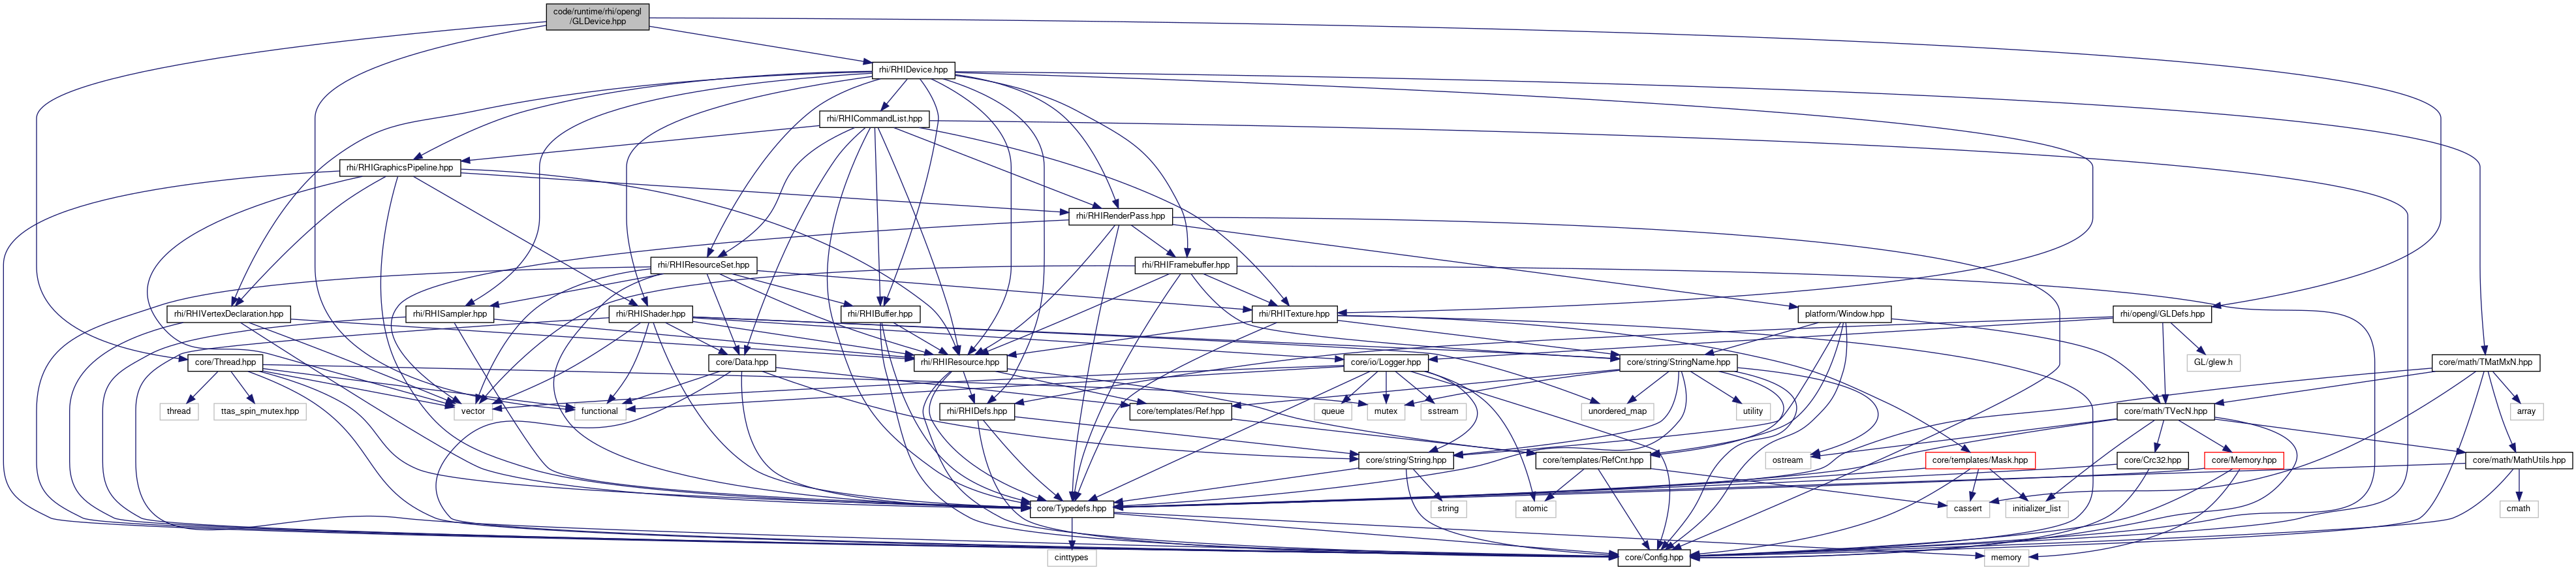 code/runtime/rhi/opengl
/GLDevice.hpp
rhi/RHIDevice.hpp
rhi/RHICommandList.hpp
rhi/RHIGraphicsPipeline.hpp
rhi/RHIRenderPass.hpp
rhi/RHIResourceSet.hpp
rhi/RHIFramebuffer.hpp
rhi/RHIVertexDeclaration.hpp
rhi/RHISampler.hpp
rhi/RHIShader.hpp
rhi/RHIBuffer.hpp
rhi/RHITexture.hpp
platform/Window.hpp
rhi/opengl/GLDefs.hpp
core/Thread.hpp
core/Data.hpp
rhi/RHIResource.hpp
core/io/Logger.hpp
core/string/StringName.hpp
GL/glew.h
core/math/TMatMxN.hpp
thread
ttas_spin_mutex.hpp
vector
functional
rhi/RHIDefs.hpp
core/templates/Ref.hpp
queue
mutex
sstream
unordered_map
utility
core/math/TVecN.hpp
array
core/string/String.hpp
core/templates/RefCnt.hpp
ostream
core/templates/Mask.hpp
core/Crc32.hpp
core/Memory.hpp
core/math/MathUtils.hpp
core/Typedefs.hpp
string
atomic
cassert
initializer_list
cmath
cinttypes
core/Config.hpp
memory